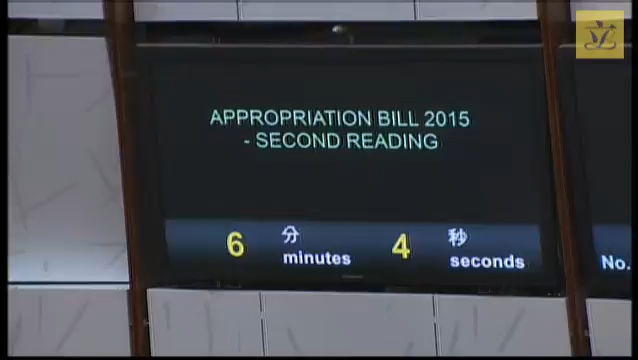 APPROPRIATION BILL 2015
- SECOND READING
6 分 minutes 4 秒 seconds
No.